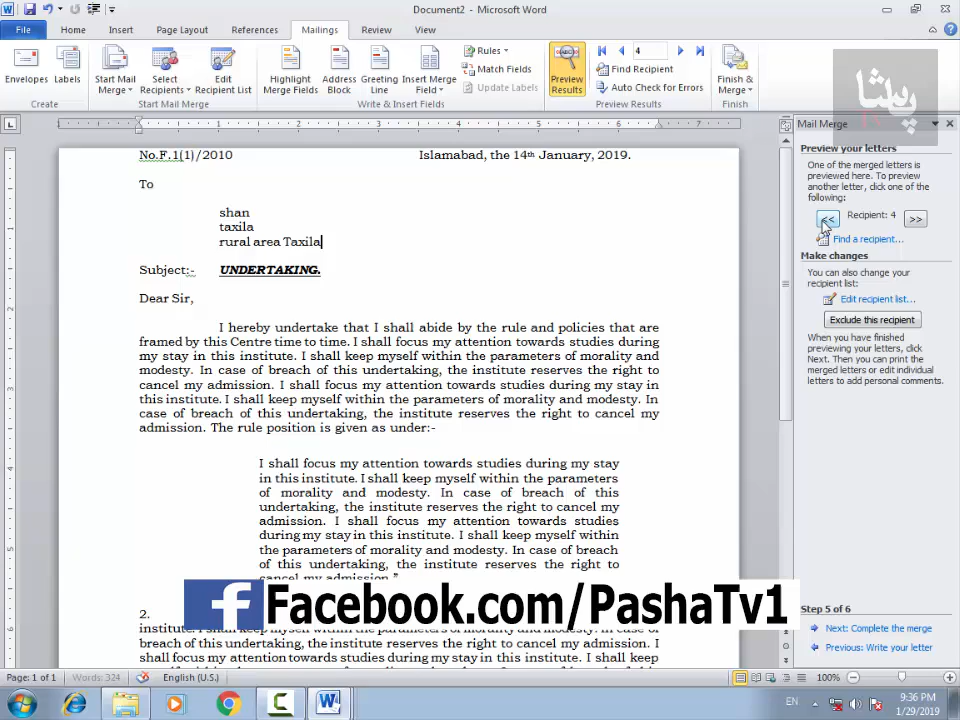 Document2 - Microsoft Word
File Home Insert Page Layout References Mailings Review View
Envelopes Labels
Start Mail Merge Select Recipients Edit Recipient List
Highlight Merge Fields Address Block Greeting Line Insert Merge Field
Rules
Match Fields
Update Labels
Preview Results
4
Find Recipient
Auto Check for Errors
Finish & Merge
Create Start Mail Merge Write & Insert Fields Preview Results Finish
پاشا
No.F.1(1)/2010 Islamabad, the 14th January, 2019.
To
shan
taxila
rural area Taxila
Subject:- UNDERTAKING.
Dear Sir,
I hereby undertake that I shall abide by the rule and policies that are
framed by this Centre time to time. I shall focus my attention towards studies during
my stay in this institute. I shall keep myself within the parameters of morality and
modesty. In case of breach of this undertaking, the institute reserves the right to
cancel my admission. I shall focus my attention towards studies during my stay in
this institute. I shall keep myself within the parameters of morality and modesty. In
case of breach of this undertaking, the institute reserves the right to cancel my
admission. The rule position is given as under:-
I shall focus my attention towards studies during my stay
in this institute. I shall keep myself within the parameters
of morality and modesty. In case of breach of this
undertaking, the institute reserves the right to cancel my
admission. I shall focus my attention towards studies
during my stay in this institute. I shall keep myself within
the parameters of morality and modesty. In case of breach
of this undertaking, the institute reserves the right to
cancel my admission."
2.
institute. I shall keep myself within the parameters of morality and modesty. In case of
breach of this undertaking, the institute reserves the right to cancel my admission. I
shall focus my attention towards studies during my stay in this institute. I shall keep
f Facebook.com/PashaTv1
Mail Merge
Preview your letters
One of the merged letters is
previewed here. To preview
another letter, click one of the
following:
<< Recipient: 4 >>
Find a recipient...
Make changes
You can also change your
recipient list:
Edit recipient list...
Exclude this recipient
When you have finished
previewing your letters, click
Next. Then you can print the
merged letters or edit individual
letters to add personal comments.
Step 5 of 6
Next: Complete the merge
Previous: Write your letter
Page: 1 of 1 Words: 324 English (U.S.) 100%
EN 9:36 PM
1/29/2019